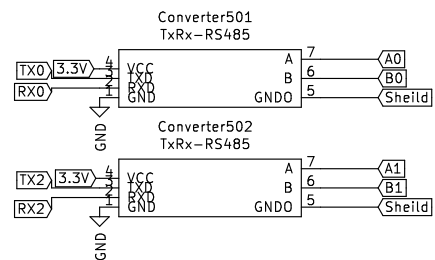 Converter501
TxRx-RS485
TX0 3.3V 4 VCC A 7 A0
3 TXD B 6 B0
RX0 2 RXD
1 GND GNDO 5 Sheild
GND
Converter502
TxRx-RS485
TX2 3.3V 4 VCC A 7 A1
3 TXD B 6 B1
RX2 2 RXD
1 GND GNDO 5 Sheild
GND